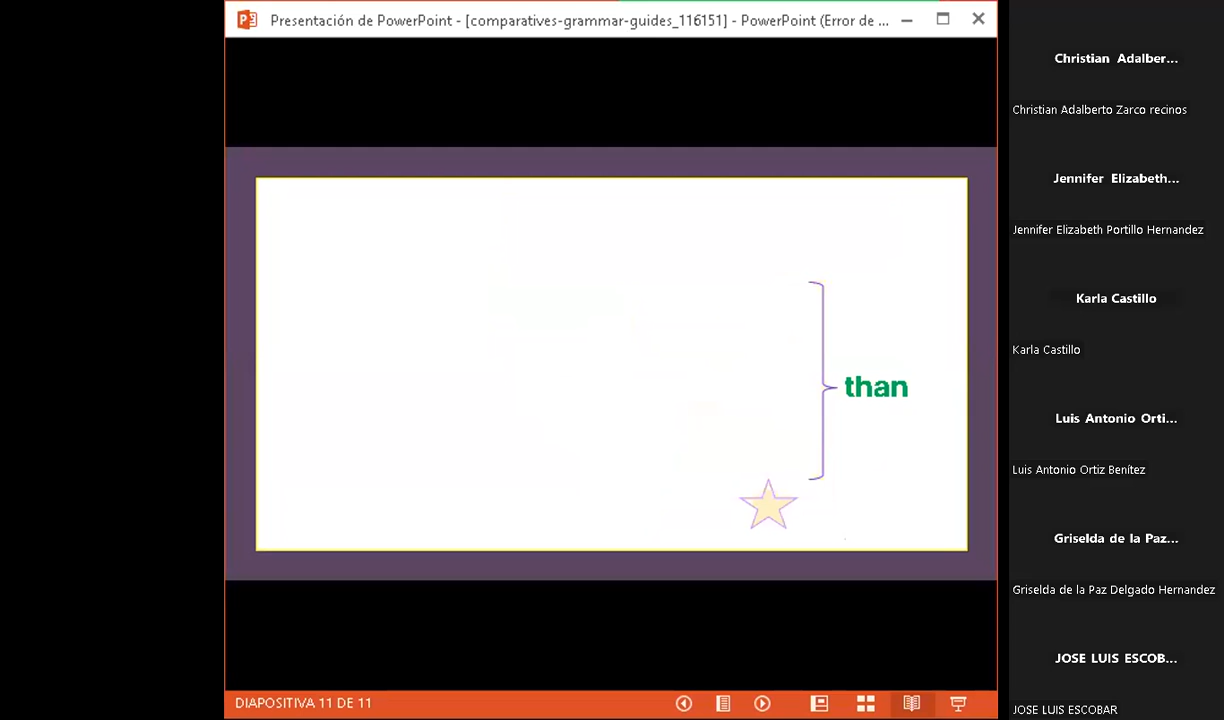 Presentación de PowerPoint - [comparatives-grammar-guides_116151] - PowerPoint (Error de ...
than
DIAPOSITIVA 11 DE 11
Christian Adalber...
Christian Adalberto Zarco recinos
Jennifer Elizabeth...
Jennifer Elizabeth Portillo Hernandez
Karla Castillo
Karla Castillo
Luis Antonio Orti...
Luis Antonio Ortiz Benítez
Griselda de la Paz...
Griselda de la Paz Delgado Hernandez
JOSE LUIS ESCOB...
JOSE LUIS ESCOBAR